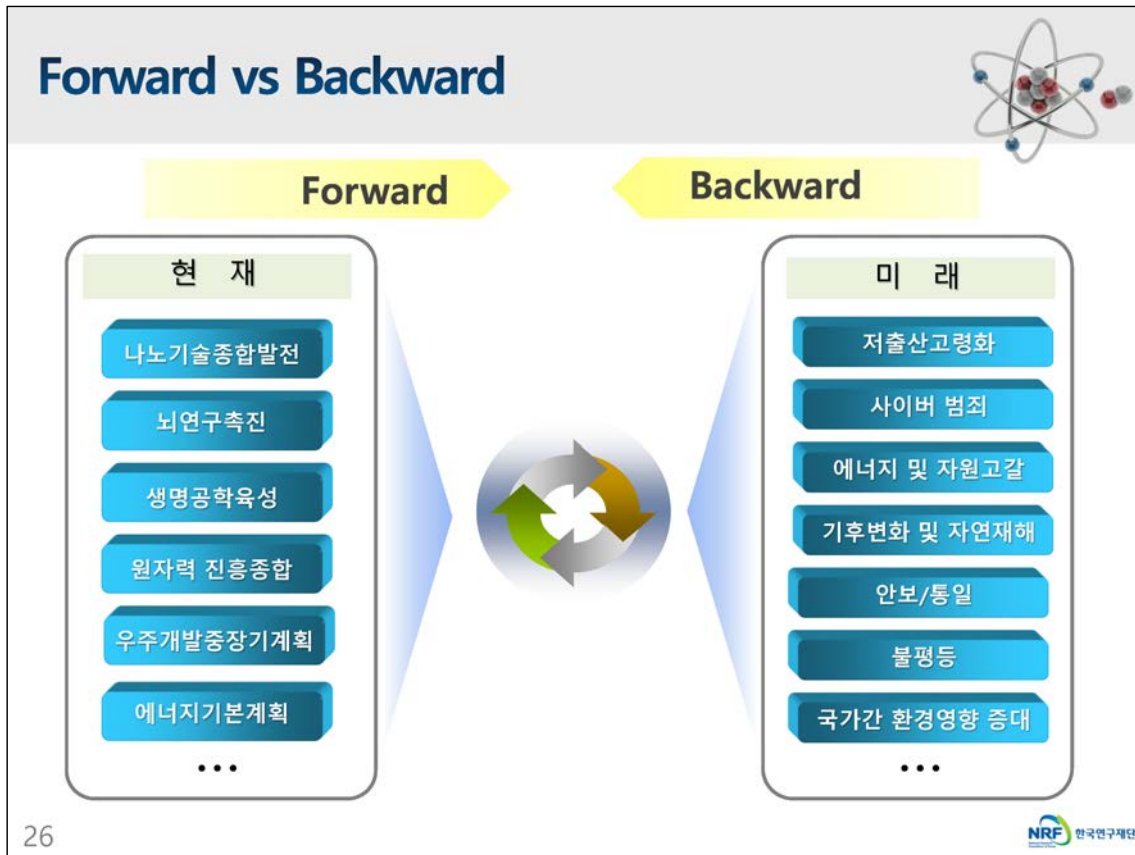 Forward vs Backward
Forward
Backward
현 재
나노기술종합발전
뇌연구촉진
생명공학육성
원자력 진흥종합
우주개발중장기계획
에너지기본계획
...
미 래
저출산고령화
사이버 범죄
에너지 및 자원고갈
기후변화 및 자연재해
안보/통일
불평등
국가간 환경영향 증대
...
26
NRF 한국연구재단